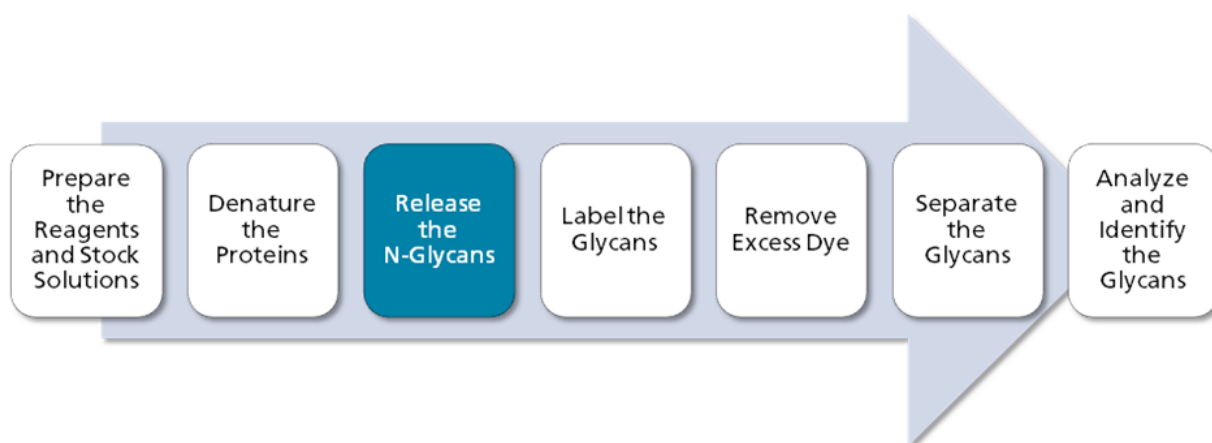 Prepare
the
Reagents
and Stock
Solutions
Denature
the
Proteins
Release
the
N-Glycans
Label the
Glycans
Remove
Excess Dye
Separate
the
Glycans
Analyze
and
Identify
the
Glycans